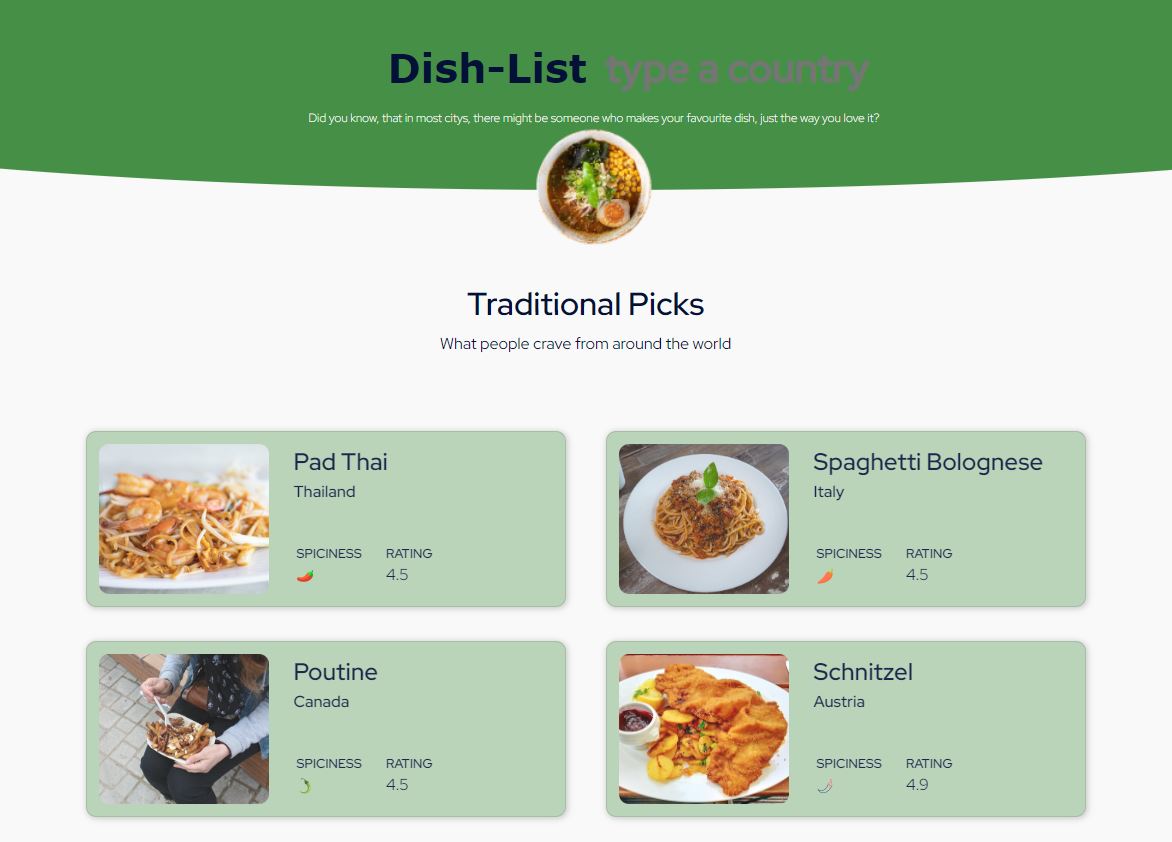 Dish-List type a country
Did you know, that in most citys, there might be someone who makes your favourite dish, just the way you love it?
Traditional Picks
What people crave from around the world
Pad Thai
Thailand
SPICINESS RATING
4.5
Spaghetti Bolognese
Italy
SPICINESS RATING
4.5
Poutine
Canada
SPICINESS RATING
4.5
Schnitzel
Austria
SPICINESS RATING
4.9